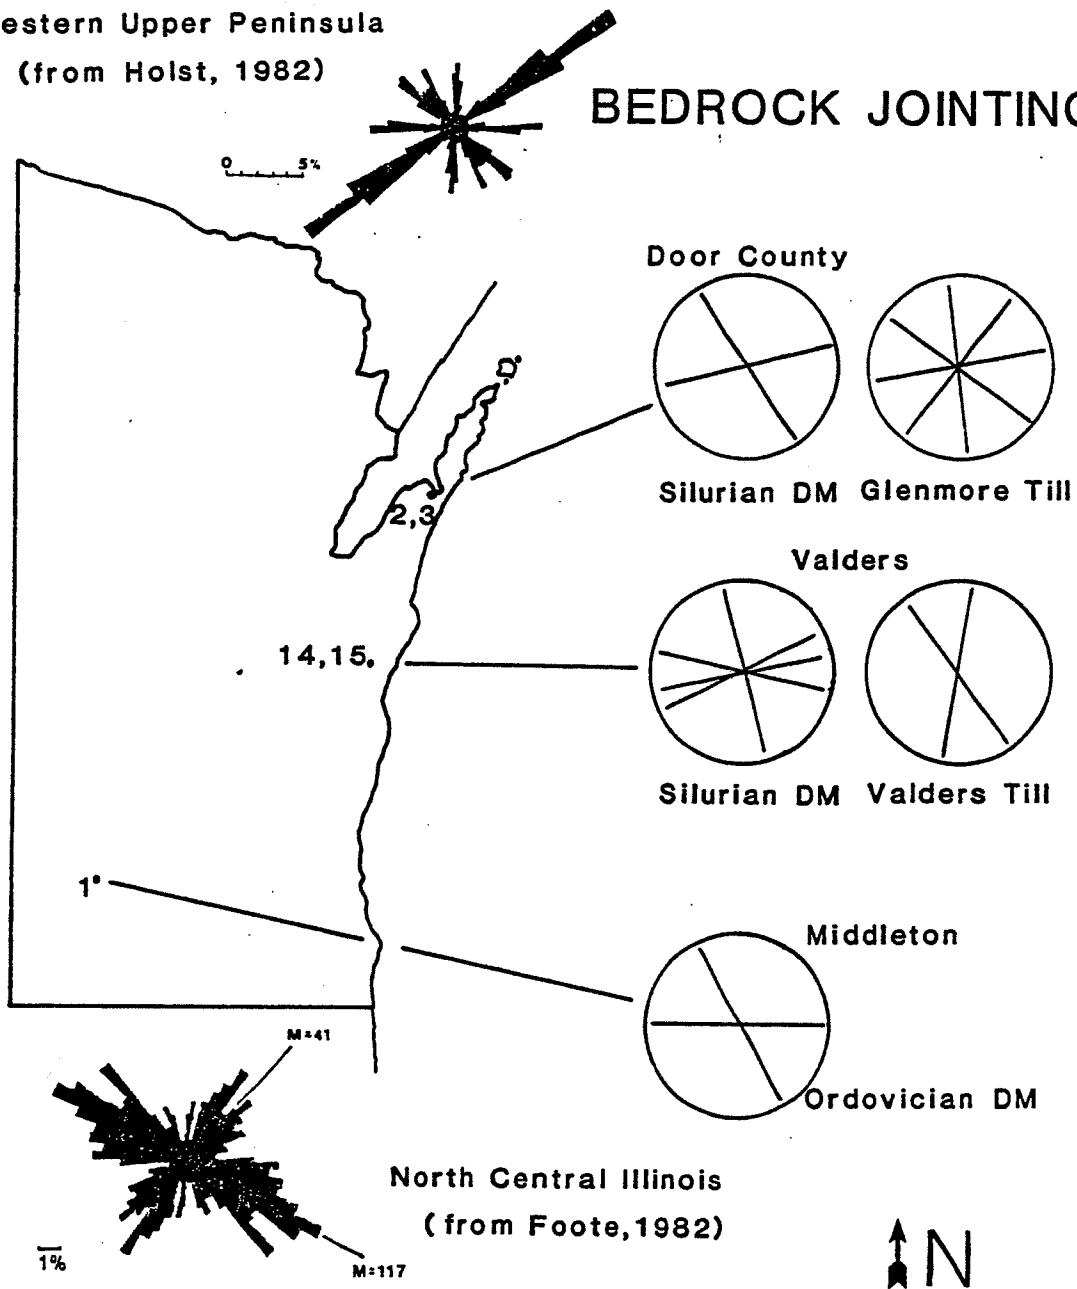 estern Upper Peninsula
(from Holst, 1982)
BEDROCK JOINTING
0 5%
Door County
Silurian DM Glenmore Till
2,3
Valders
14,15.
Silurian DM Valders Till
1
Middleton
Ordovician DM
M=41
North Central Illinois
(from Foote,1982)
1%
M=117
N